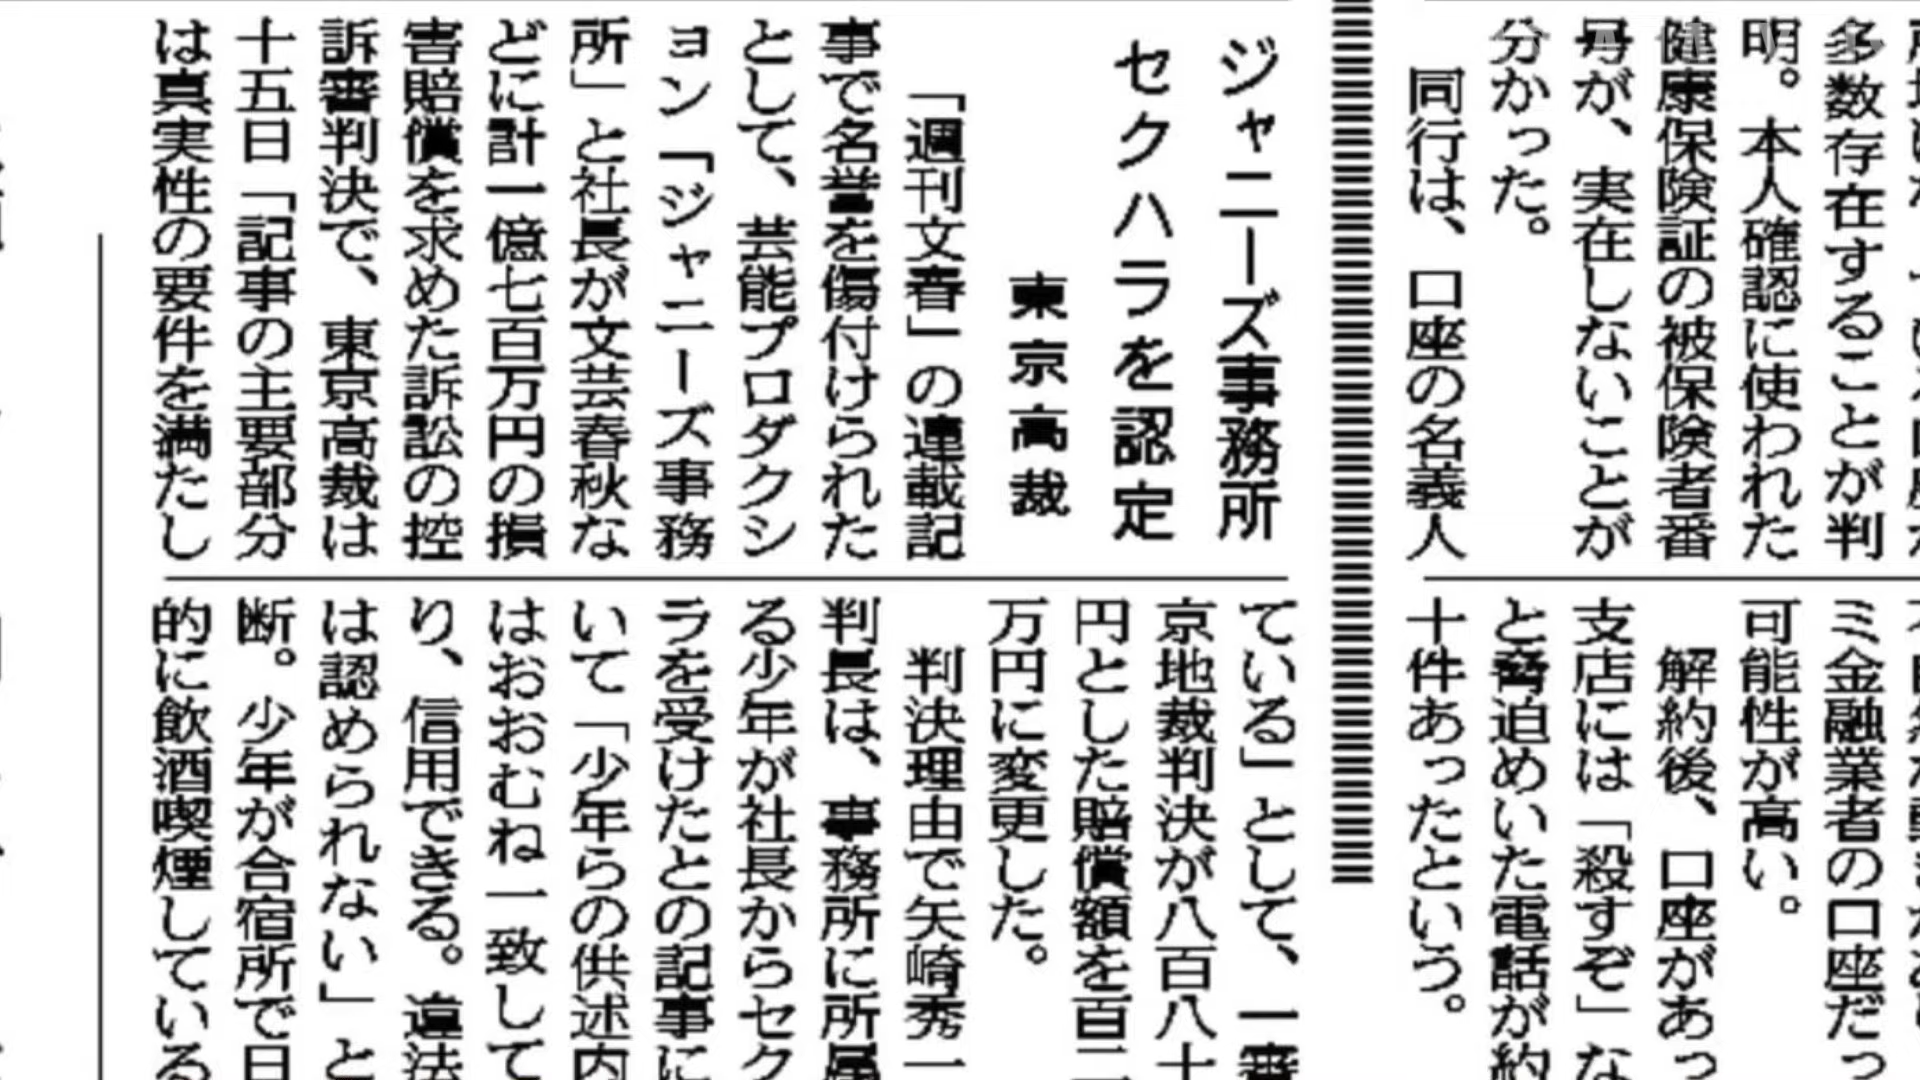 多数存在することが判
明。本人確認に使われた
健康保険証の被保険者番
号が、実在しないことが
分かった。
同行は、口座の名義人
ミ金融業者の口座だっ
可能性が高い。
解約後、口座があっ
支店には「殺すぞ」な
と脅迫めいた電話が約
十件あったという。
ジャニーズ事務所
セクハラを認定
東京高裁
「週刊文春」の連載記
事で名誉を傷付けられた
として、芸能プロダクシ
ョン「ジャニーズ事務
所」と社長が文芸春秋な
どに計一億七百万円の損
害賠償を求めた訴訟の控
訴審判決で、東京高裁は
十五日「記事の主要部分
は真実性の要件を満たし
ている」として、一審
京地裁判決が八百八十
円とした賠償額を百二
万円に変更した。
判決理由で矢崎秀一
判長は、事務所に所属
る少年が社長からセク
ラを受けたとの記事に
いて「少年らの供述内
はおおむね一致して
り、信用できる。違法
は認められない」と
断。少年が合宿所で日
的に飲酒喫煙している